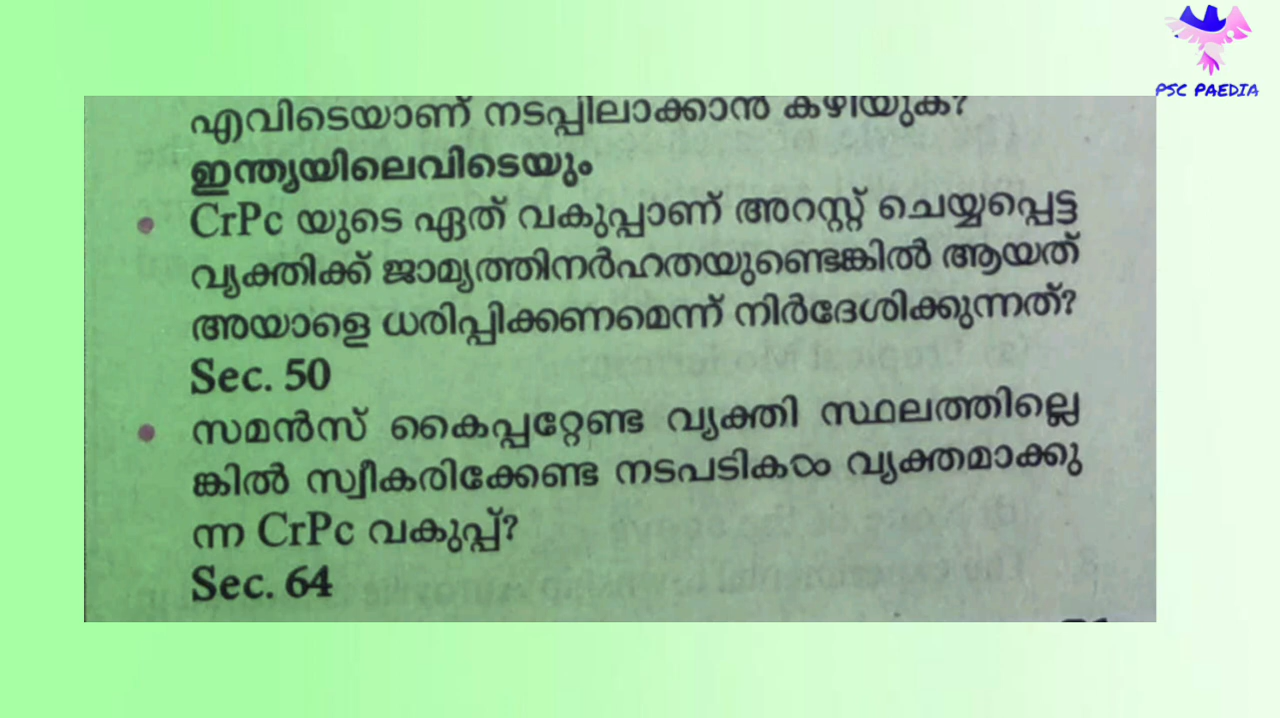 PSC PAEDIA
എവിടെയാണ് നടപ്പിലാക്കാൻ കഴിയുക?
ഇന്ത്യയിലെവിടെയും
• CrPc യുടെ ഏത് വകുപ്പാണ് അറസ്റ്റ് ചെയ്യപ്പെട്ട
വ്യക്തിക്ക് ജാമ്യത്തിനർഹതയുണ്ടെങ്കിൽ ആയത്
അയാളെ ധരിപ്പിക്കണമെന്ന് നിർദേശിക്കുന്നത്?
Sec. 50
• സമൻസ് കൈപ്പറ്റേണ്ട വ്യക്തി സ്ഥലത്തില്ലെ
ങ്കിൽ സ്വീകരിക്കേണ്ട നടപടികൾ വ്യക്തമാക്കു
ന്ന CrPc വകുപ്പ്?
Sec. 64